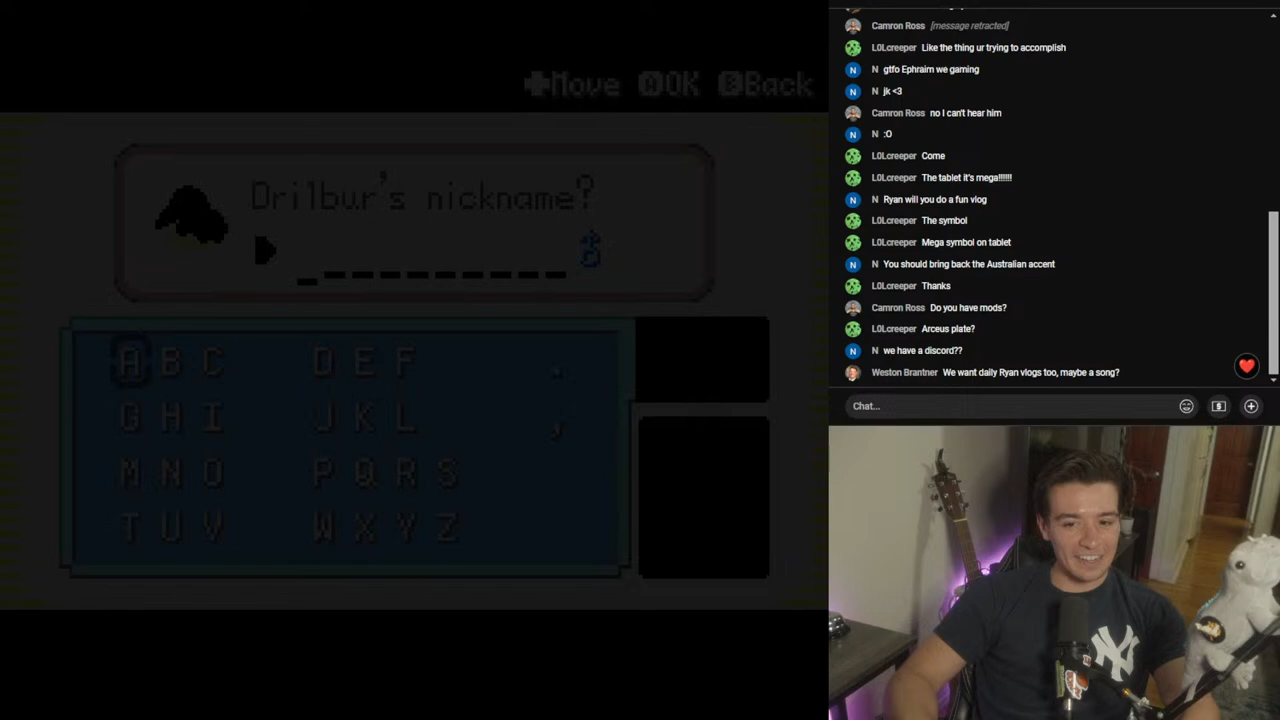 Move N OK B Back
Drilbur's nickname?
A B C D E F .
G H I J K L ,
M N O P Q R S
T U V W X Y Z
Camron Ross [message retracted]
L0Lcreeper Like the thing ur trying to accomplish
N N gtfo Ephraim we gaming
N N jk <3
Camron Ross no I can't hear him
N N :O
L0Lcreeper Come
L0Lcreeper The tablet it's mega!!!!!!
N N Ryan will you do a fun vlog
L0Lcreeper The symbol
L0Lcreeper Mega symbol on tablet
N N You should bring back the Australian accent
L0Lcreeper Thanks
Camron Ross Do you have mods?
L0Lcreeper Arceus plate?
N N we have a discord??
Weston Brantner We want daily Ryan vlogs too, maybe a song?
Chat...
NY